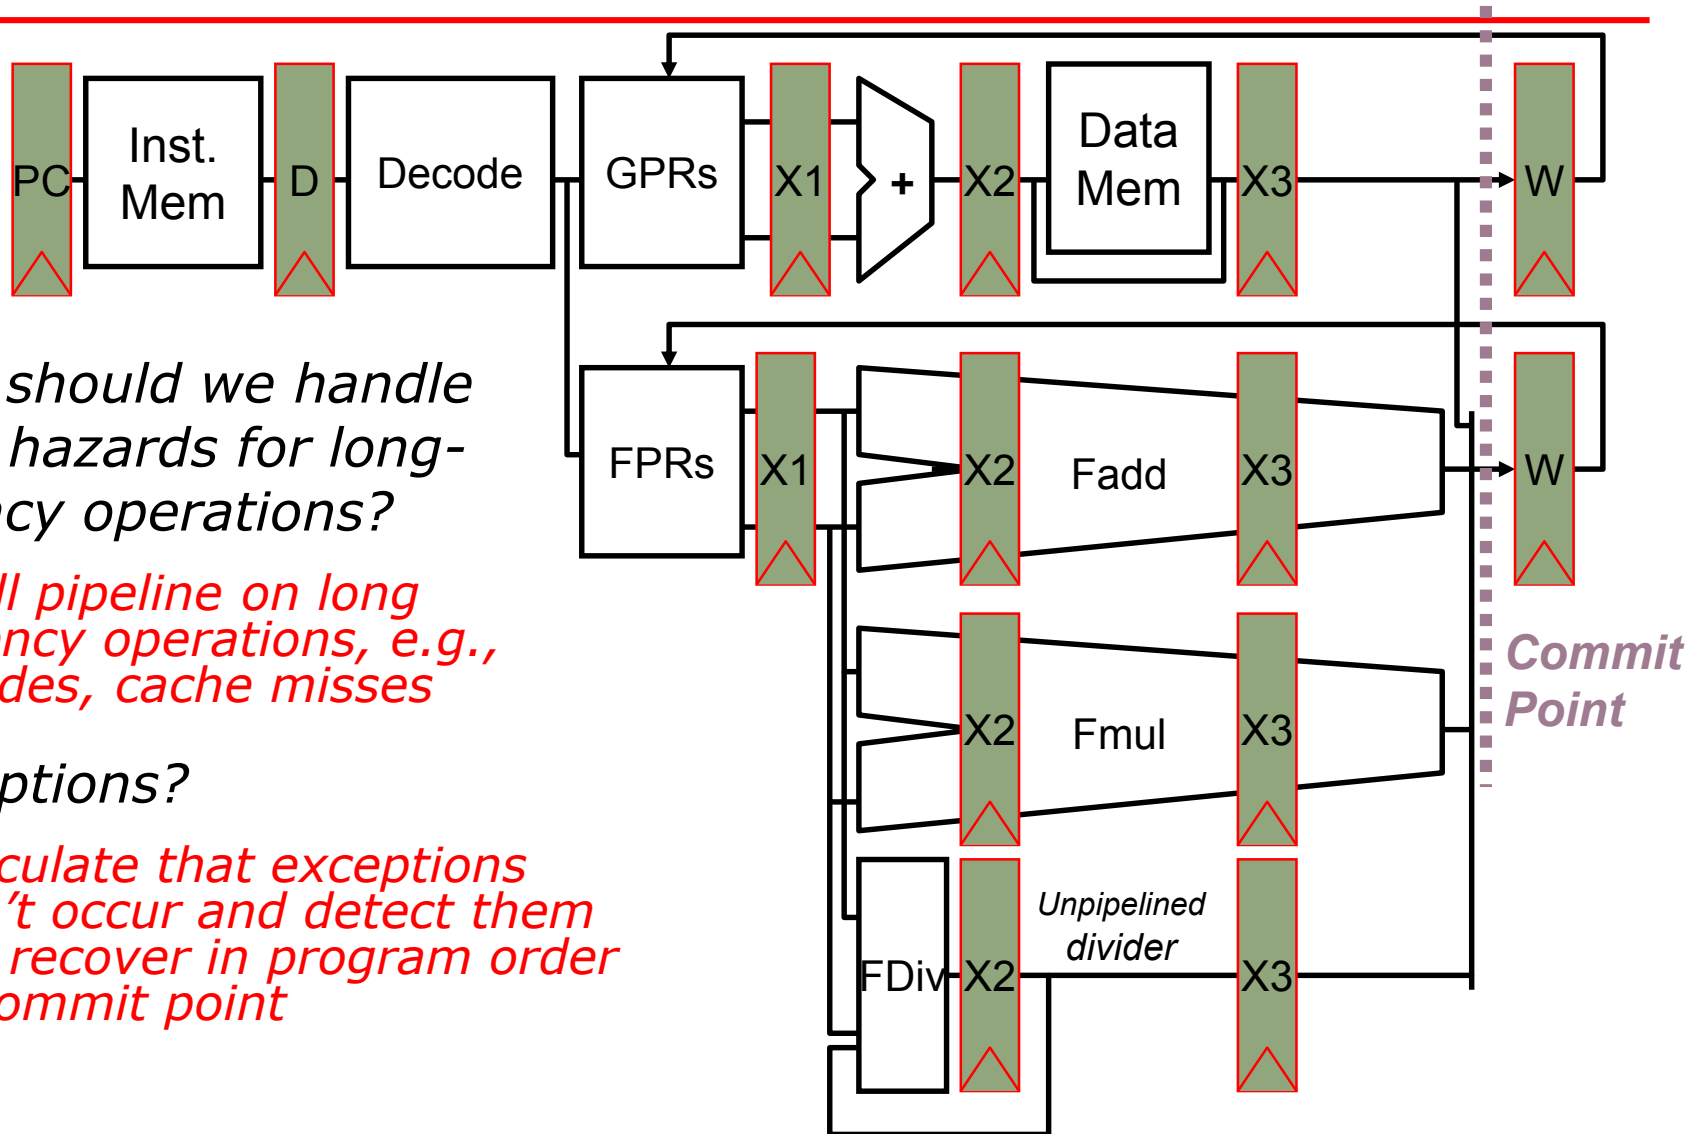 PC
Inst.
Mem
D
Decode
GPRs
X1
+
X2
Data
Mem
X3
W
should we handle
hazards for long-
ncy operations?
ll pipeline on long
ency operations, e.g.,
ides, cache misses
ptions?
culate that exceptions
't occur and detect them
recover in program order
ommit point
FPRs
X1
X2
Fadd
X3
W
X2
Fmul
X3
Commit
Point
FDiv
X2
Unpipelined
divider
X3